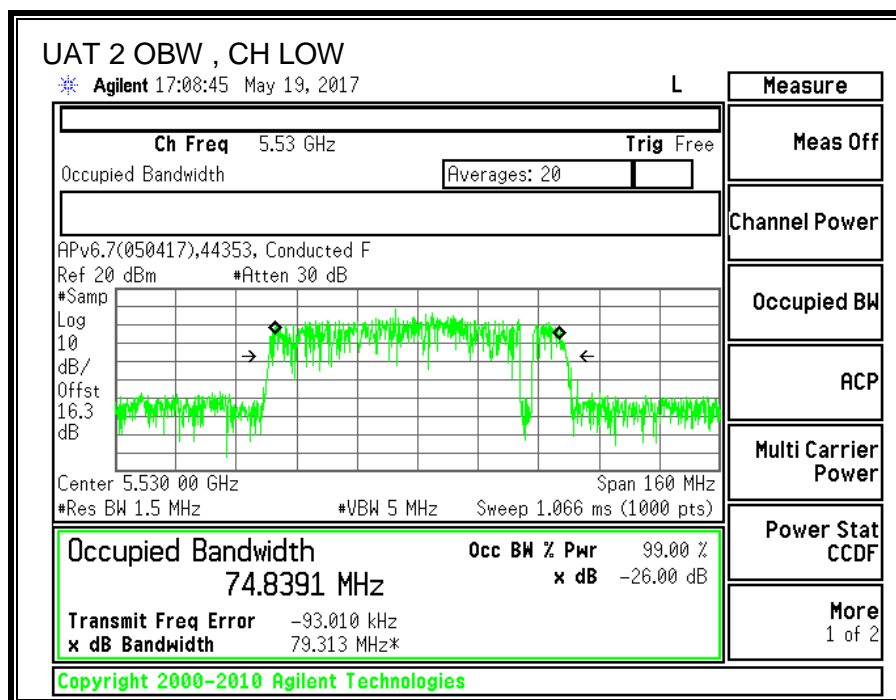 UAT 2 OBW , CH LOW
Agilent 17:08:45 May 19, 2017 L
Measure
Ch Freq 5.53 GHz Trig Free
Meas Off
Occupied Bandwidth Averages: 20
Channel Power
APv6.7(050417),44353, Conducted F
Ref 20 dBm #Atten 30 dB
#Samp
Log
10
dB/
Offst
16.3
dB
Occupied BW
ACP
Center 5.530 00 GHz Span 160 MHz
#Res BW 1.5 MHz #VBW 5 MHz Sweep 1.066 ms (1000 pts)
Multi Carrier
Power
Occupied Bandwidth Occ BW % Pwr 99.00 %
74.8391 MHz x dB -26.00 dB
Transmit Freq Error -93.010 kHz
x dB Bandwidth 79.313 MHz*
Power Stat
CCDF
More
1 of 2
Copyright 2000-2010 Agilent Technologies